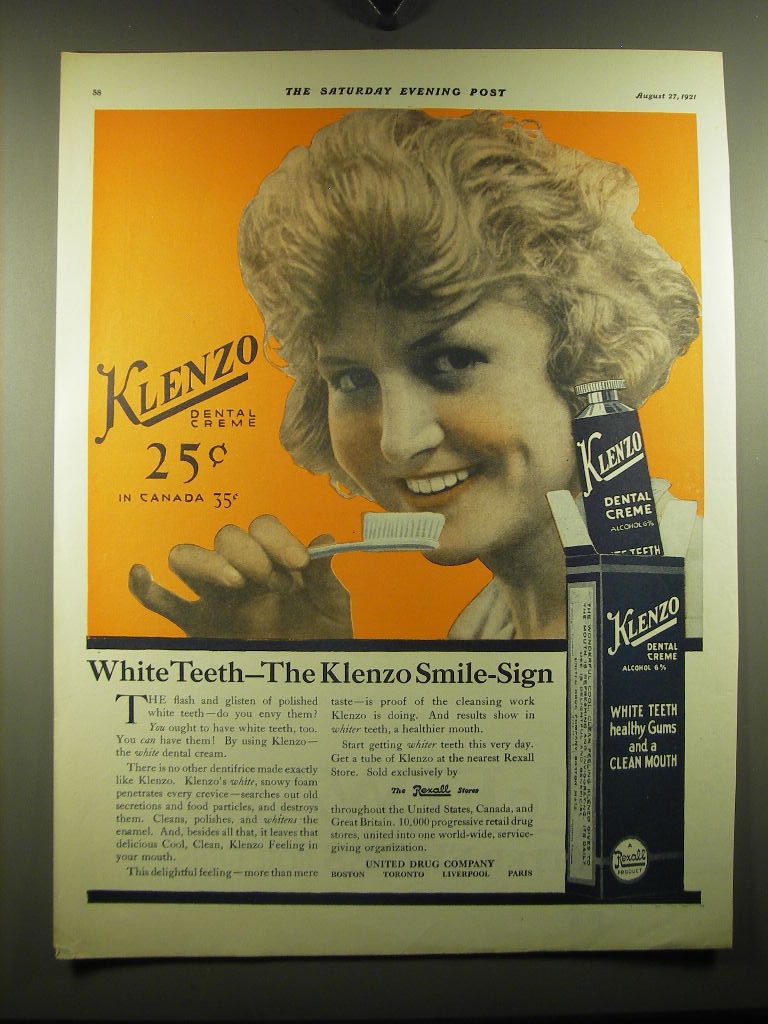 58
THE SATURDAY EVENING POST
August 27, 1921
KLENZO
DENTAL
CREME
25¢
IN CANADA 35¢
KLENZO
DENTAL
CREME
ALCOHOL 6%
TEETH
KLENZO
DENTAL
CREME
ALCOHOL 6%
WHITE TEETH
healthy Gums
and a
CLEAN MOUTH
A
Rexall
PRODUCT
THE WONDERFUL COOL, CLEAN FEELING KLENZO GIVES TO
White Teeth—The Klenzo Smile-Sign
THE flash and glisten of polished
white teeth—do you envy them?
You ought to have white teeth, too.
You can have them! By using Klenzo—
the white dental cream.
There is no other dentifrice made exactly
like Klenzo. Klenzo's white, snowy foam
penetrates every crevice—searches out old
secretions and food particles, and destroys
them. Cleans, polishes, and whitens the
enamel. And, besides all that, it leaves that
delicious Cool, Clean, Klenzo Feeling in
your mouth.
This delightful feeling—more than mere
taste—is proof of the cleansing work
Klenzo is doing. And results show in
whiter teeth, a healthier mouth.
Start getting whiter teeth this very day.
Get a tube of Klenzo at the nearest Rexall
Store. Sold exclusively by
The Rexall Stores
throughout the United States, Canada, and
Great Britain. 10,000 progressive retail drug
stores, united into one world-wide, service-
giving organization.
UNITED DRUG COMPANY
BOSTON TORONTO LIVERPOOL PARIS